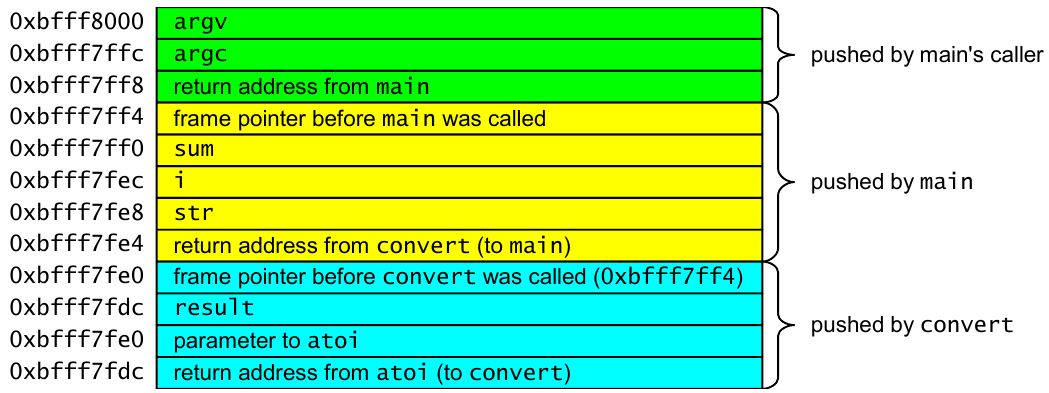 0xbfff8000 argv
0xbfff7ffc argc pushed by main's caller
0xbfff7ff8 return address from main
0xbfff7ff4 frame pointer before main was called
0xbfff7ff0 sum
0xbfff7fec i pushed by main
0xbfff7fe8 str
0xbfff7fe4 return address from convert (to main)
0xbfff7fe0 frame pointer before convert was called (0xbfff7ff4)
0xbfff7fdc result
0xbfff7fe0 parameter to atoi pushed by convert
0xbfff7fdc return address from atoi (to convert)